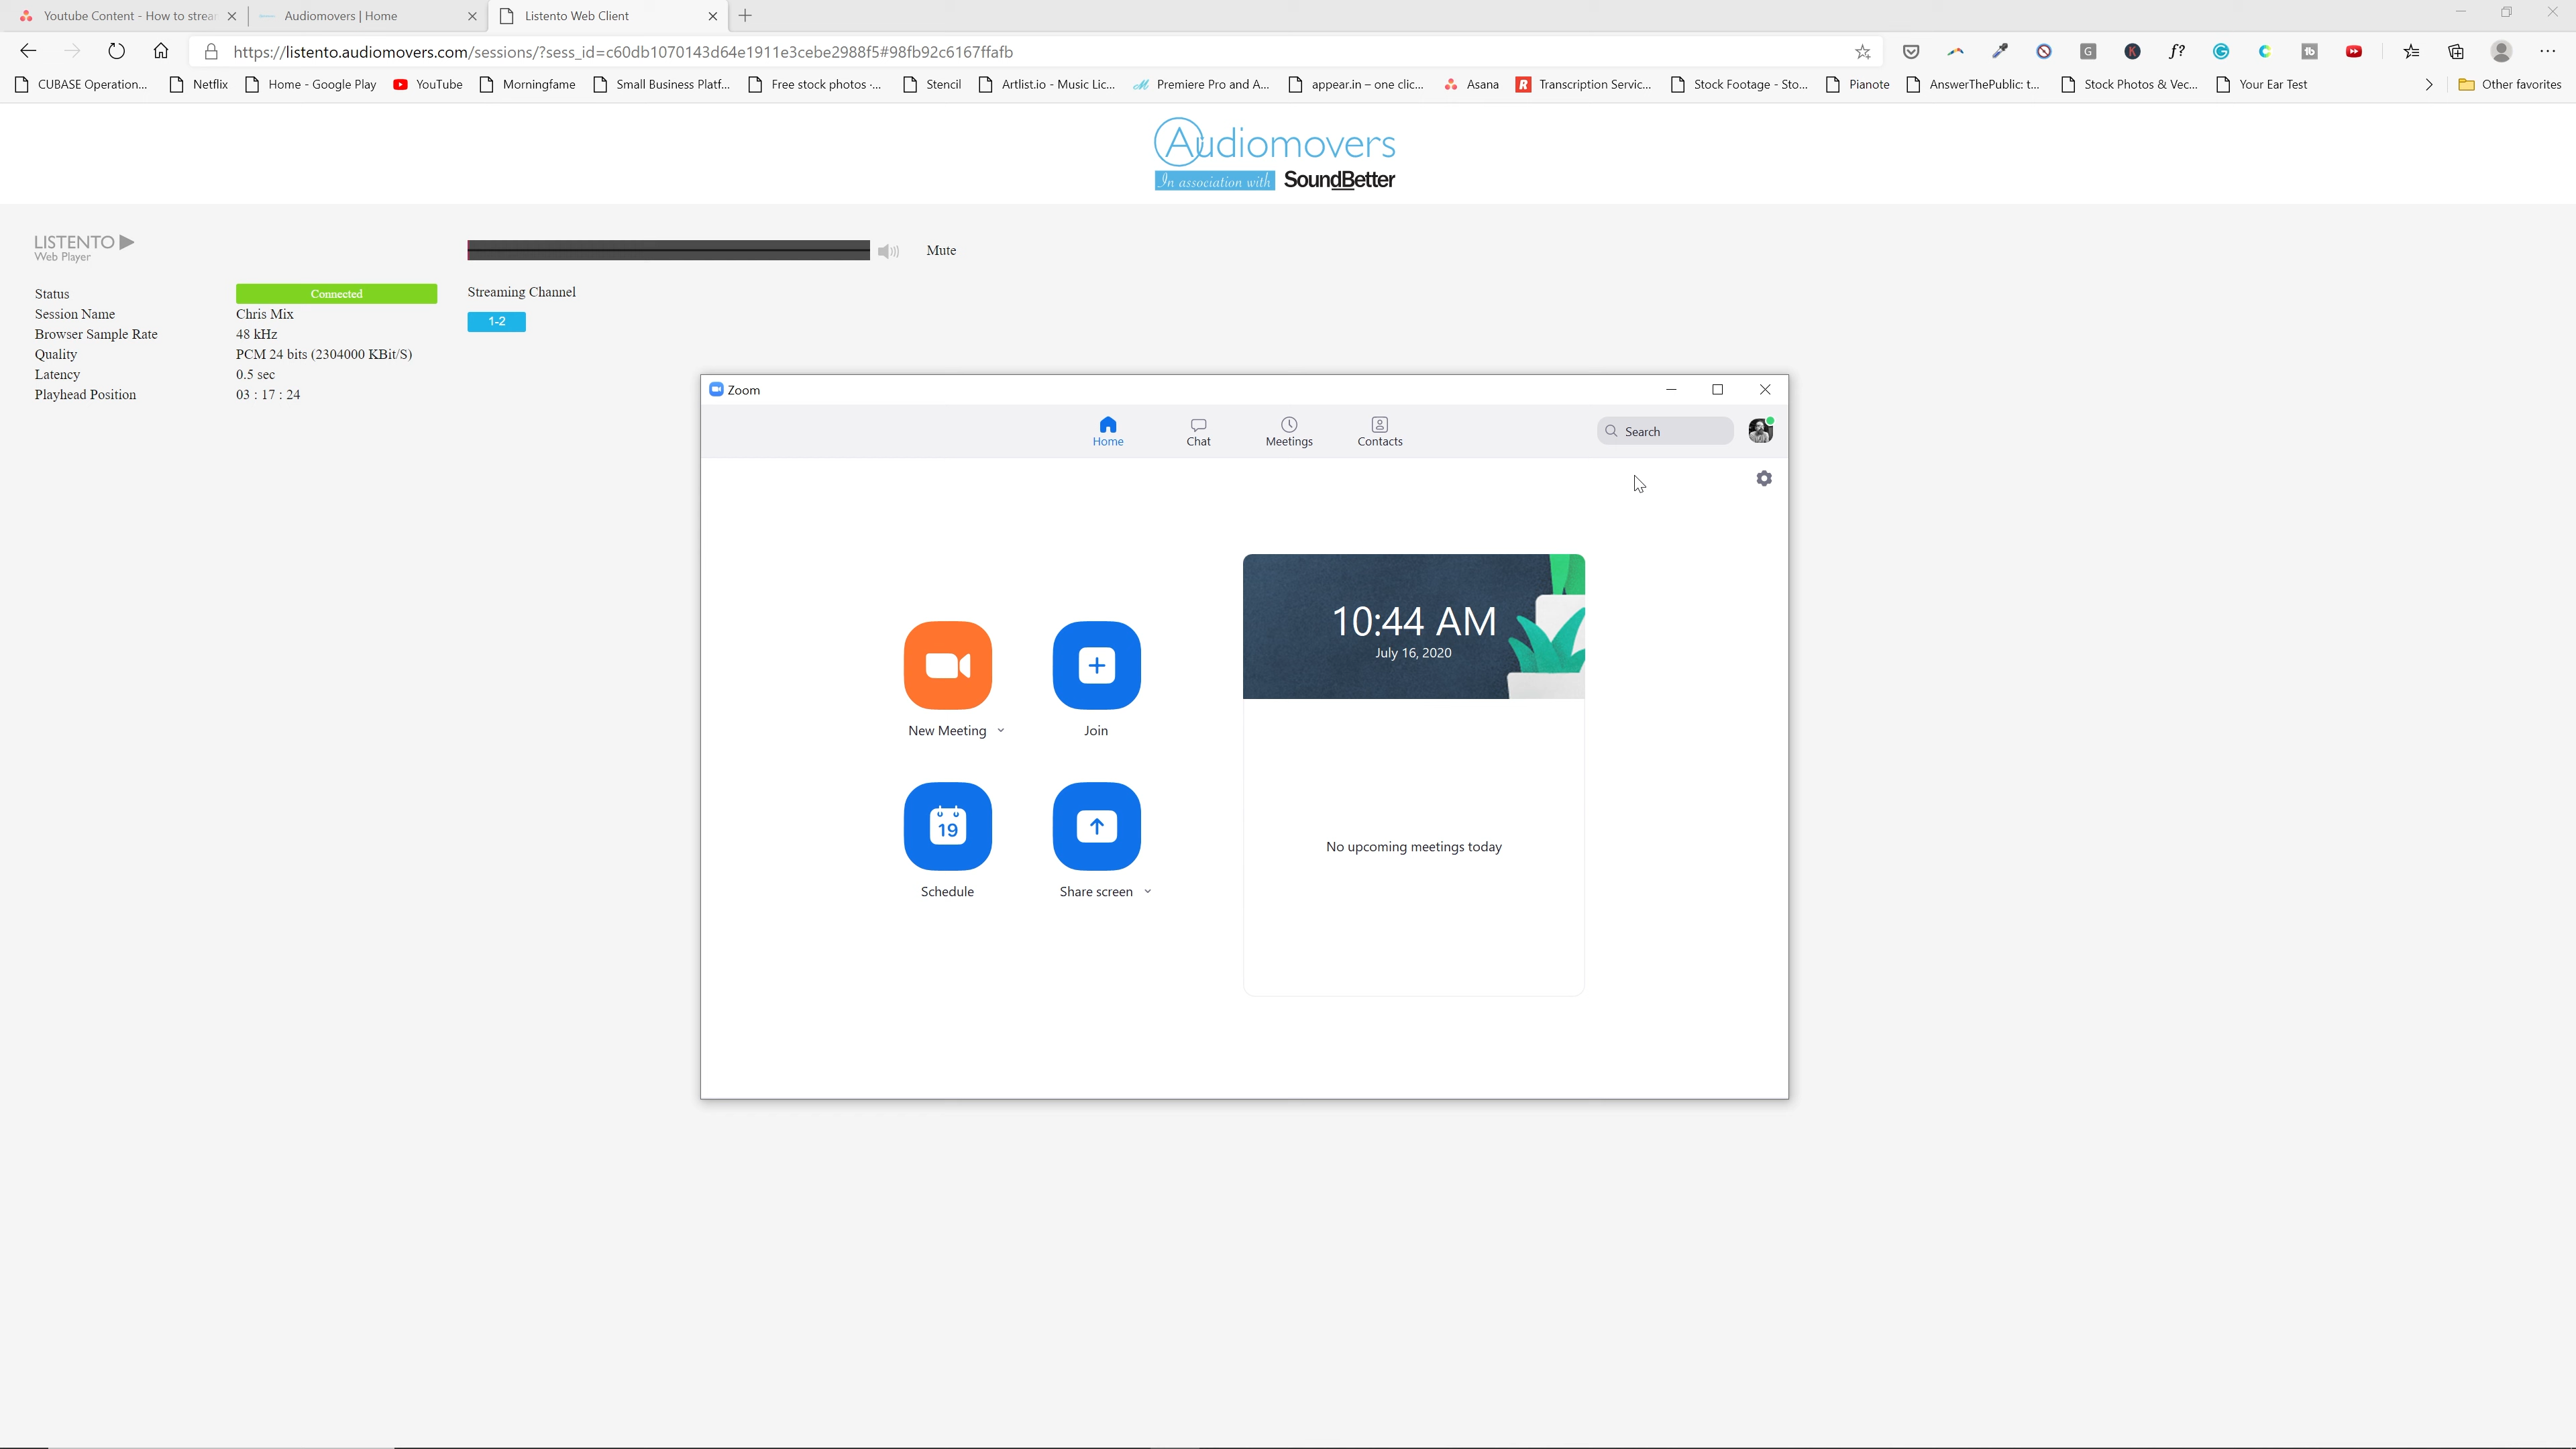 Youtube Content - How to strear
Audiomovers | Home
Listento Web Client
https://listento.audiomovers.com/sessions/?sess_id=c60db1070143d64e1911e3cebe2988f5#98fb92c6167ffafb
CUBASE Operation...
Netflix
Home - Google Play
YouTube
Morningfame
Small Business Platf...
Free stock photos ·...
Stencil
Artlist.io - Music Lic...
Premiere Pro and A...
appear.in – one clic...
Asana
Transcription Servic...
Stock Footage - Sto...
Pianote
AnswerThePublic: t...
Stock Photos & Vec...
Your Ear Test
Other favorites
Audiomovers
In association with SoundBetter
LISTENTO
Web Player
Mute
Status Connected
Session Name Chris Mix
Browser Sample Rate 48 kHz
Quality PCM 24 bits (2304000 KBit/S)
Latency 0.5 sec
Playhead Position 03 : 17 : 24
Streaming Channel
1-2
Zoom
Home
Chat
Meetings
Contacts
Search
10:44 AM
July 16, 2020
New Meeting
Join
19
Schedule
Share screen
No upcoming meetings today